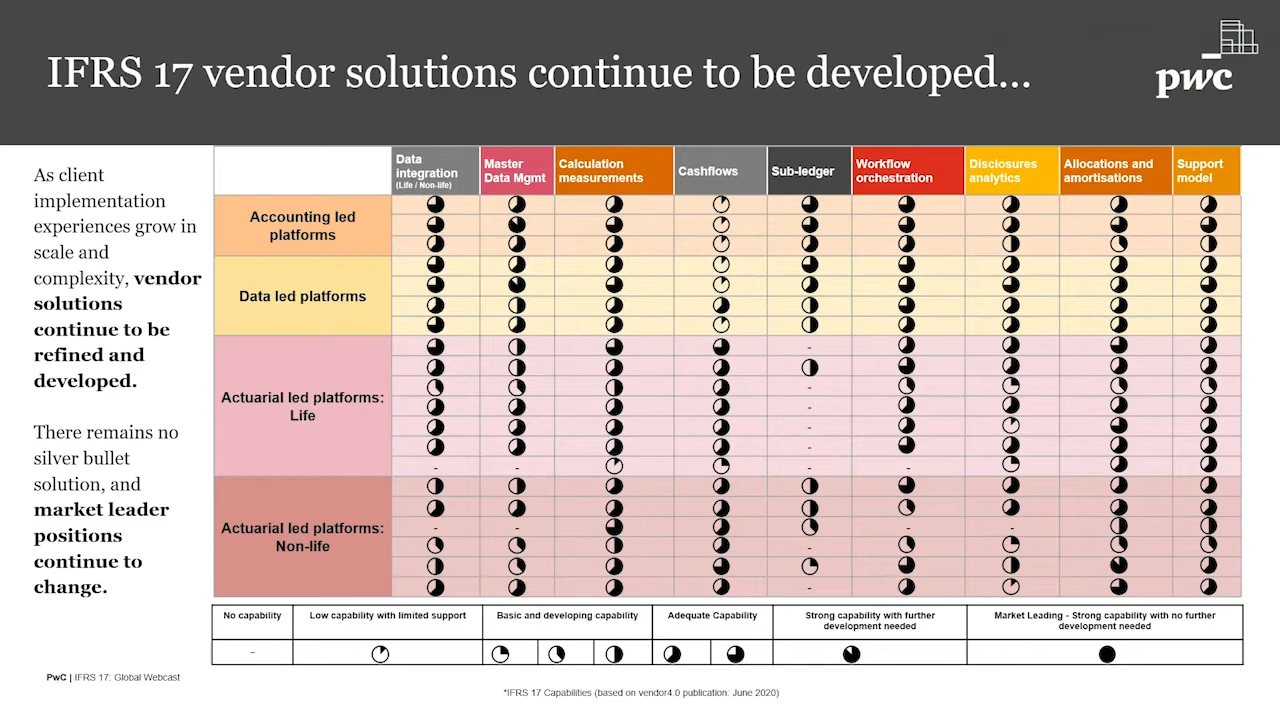 IFRS 17 vendor solutions continue to be developed...
pwc
As client
implementation
experiences grow in
scale and
complexity, vendor
solutions
continue to be
refined and
developed.
There remains no
silver bullet
solution, and
market leader
positions
continue to
change.
Data
integration
(Life / Non-life)
Master
Data Mgmt
Calculation
measurements
Cashflows
Sub-ledger
Workflow
orchestration
Disclosures
analytics
Allocations and
amortisations
Support
model
Accounting led
platforms
Data led platforms
Actuarial led platforms:
Life
Actuarial led platforms:
Non-life
No capability
Low capability with limited support
Basic and developing capability
Adequate Capability
Strong capability with further
development needed
Market Leading - Strong capability with no further
development needed
PwC | IFRS 17: Global Webcast
*IFRS 17 Capabilities (based on vendor4.0 publication: June 2020)